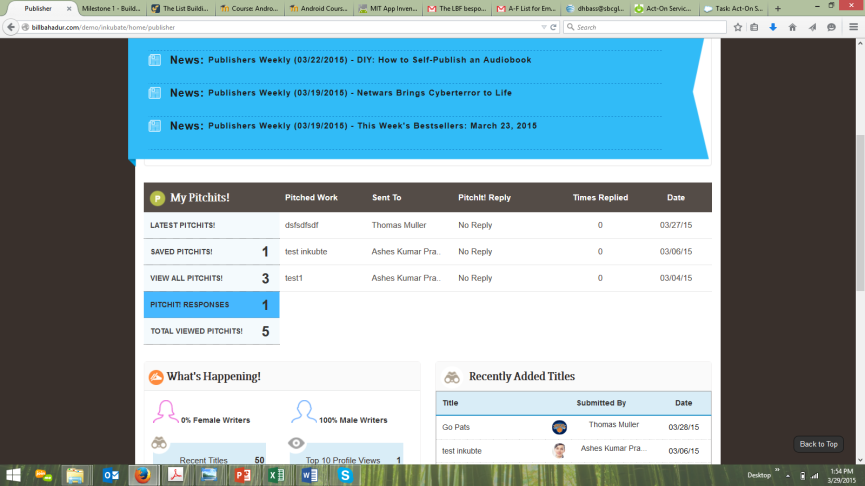 Publisher
Milestone 1 - Build...
The List Buildi...
Course Andro...
Android Cours...
MIT App Inven...
The LBF bespo...
A-F List for Em...
dhbass@sbcgl...
Act-On Servic...
Task: Act-On S...
billbahadur.com/demo/inkubate/home/publisher
Search
News: Publishers Weekly (03/22/2015) - DIY: How to Self-Publish an Audiobook
News: Publishers Weekly (03/19/2015) - Netwars Brings Cyberterror to Life
News: Publishers Weekly (03/19/2015) - This Week's Bestsellers: March 23, 2015
P My Pitchits! Pitched Work Sent To PitchIt! Reply Times Replied Date
LATEST PITCHITS! dsfsdfsdf Thomas Muller No Reply 0 03/27/15
SAVED PITCHITS! 1 test inkubte Ashes Kumar Pra.. No Reply 0 03/06/15
VIEW ALL PITCHITS! 3 test1 Ashes Kumar Pra.. No Reply 0 03/04/15
PITCHIT! RESPONSES 1
TOTAL VIEWED PITCHITS! 5
What's Happening!
0% Female Writers 100% Male Writers
Recent Titles 50 Top 10 Profile Views 1
Recently Added Titles
Title Submitted By Date
Go Pats Thomas Muller 03/28/15
test inkubte Ashes Kumar Pra... 03/06/15
Back to Top
Desktop
1:54 PM
3/29/2015